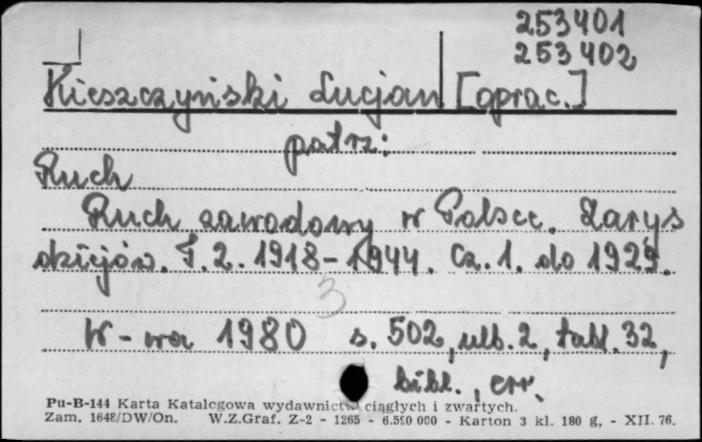 253401
253402
Kieszczyński Lucjan [oprac.]
patrz:
Ruch
Ruch zawodowy w Polsce. Zarys
dziejów. T. 2. 1918-1944. Cz. 1. do 1929.
3
W-wa 1980 s. 502, nlb. 2, tabl. 32,
bibl., err.
Pu-B-144 Karta Katalogowa wydawnictw ciągłych i zwartych.
Zam. 1648/DW/On. W.Z.Graf. Z-2 - 1265 - 6.500 000 - Karton 3 kl. 180 g, - XII. 76.